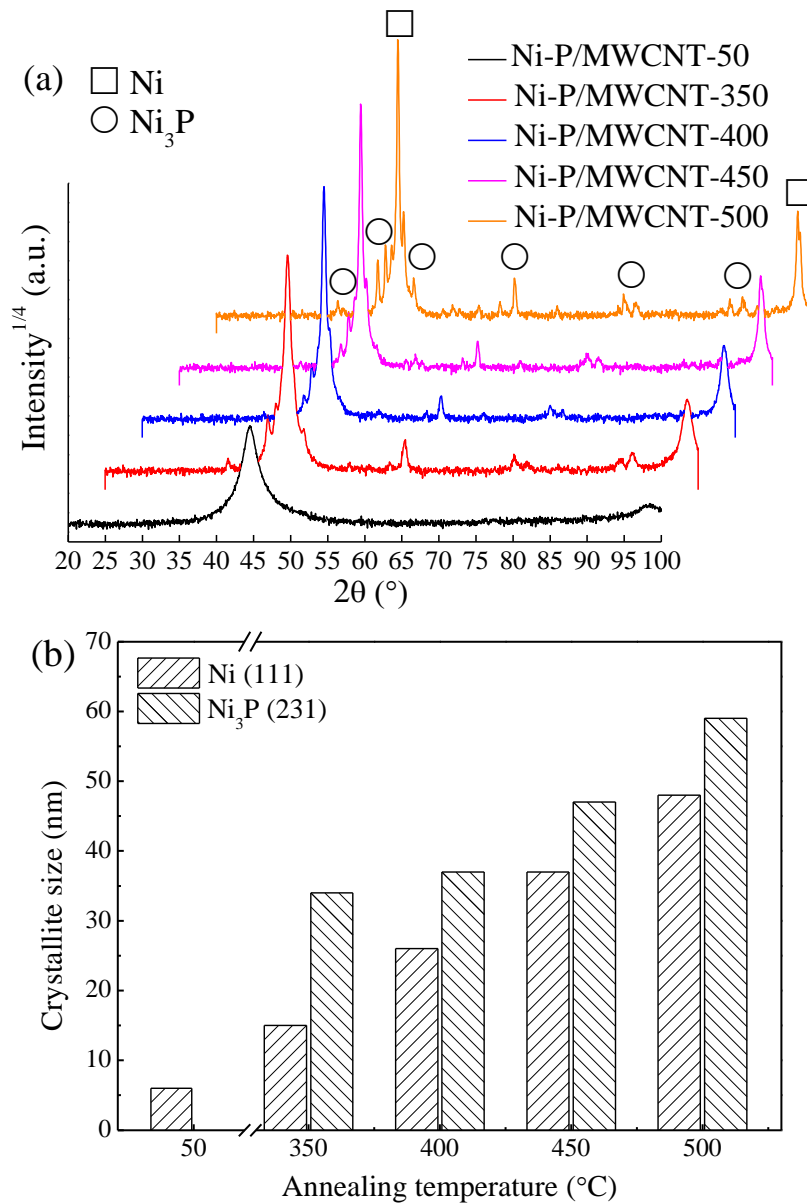 (a)
Ni
Ni₃P
Ni-P/MWCNT-50
Ni-P/MWCNT-350
Ni-P/MWCNT-400
Ni-P/MWCNT-450
Ni-P/MWCNT-500
Intensity¹/⁴ (a.u.)
20 25 30 35 40 45 50 55 60 65 70 75 80 85 90 95 100
2θ (°)
(b)
Ni (111)
Ni₃P (231)
70
60
50
40
30
20
10
0
Crystallite size (nm)
50 350 400 450 500
Annealing temperature (°C)